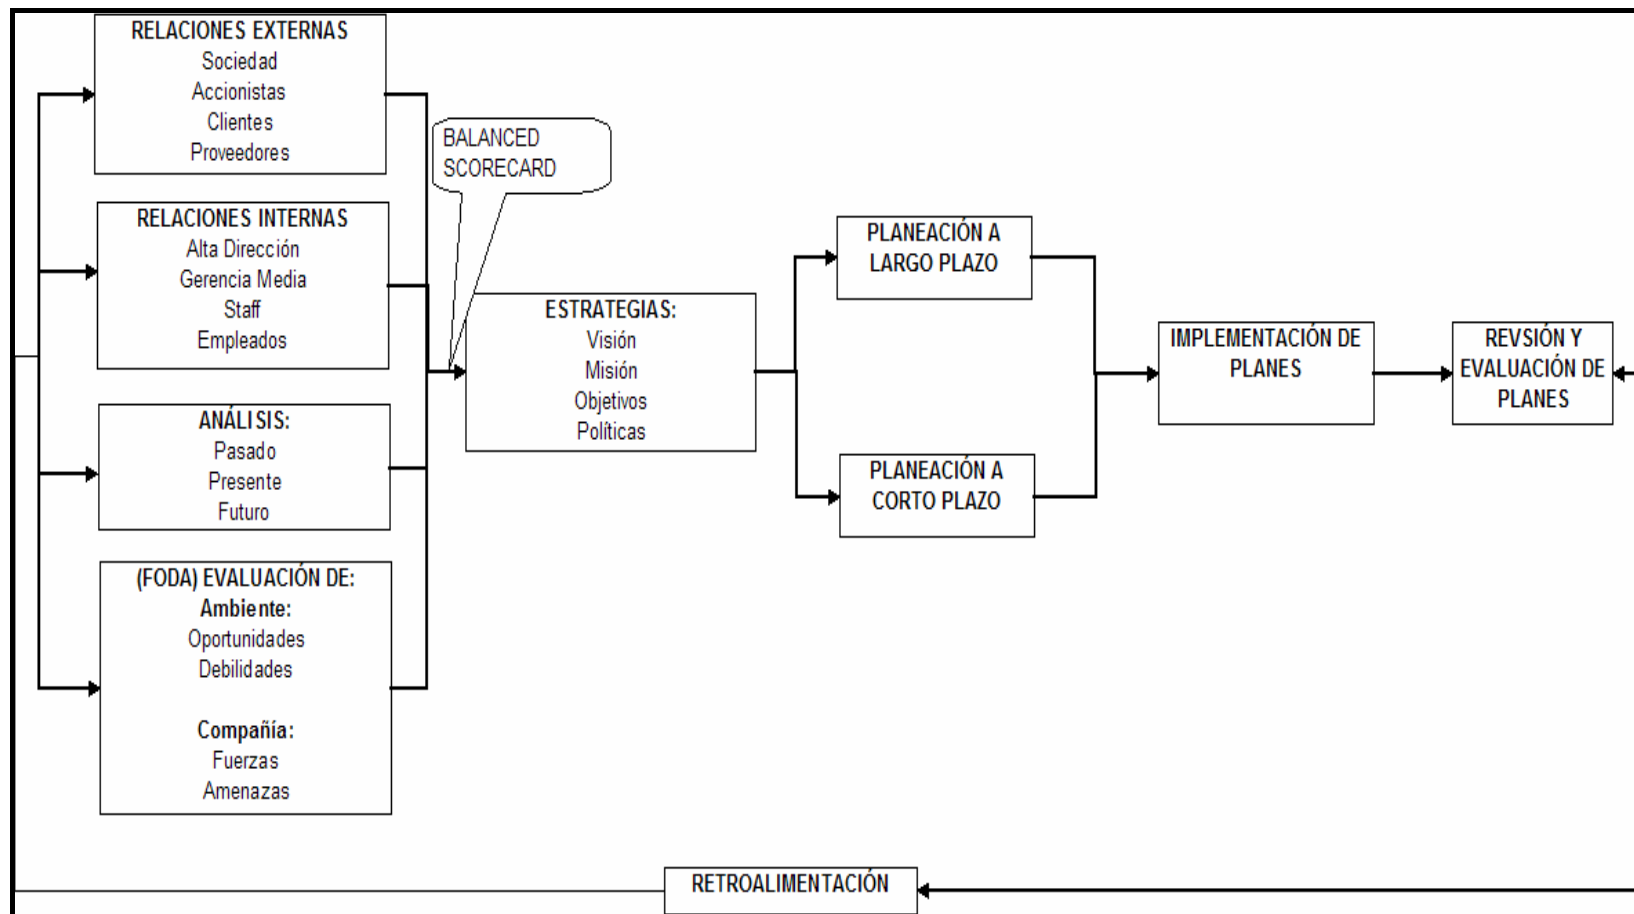 RELACIONES EXTERNAS
Sociedad
Accionistas
Clientes
Proveedores
RELACIONES INTERNAS
Alta Dirección
Gerencia Media
Staff
Empleados
ANÁLISIS:
Pasado
Presente
Futuro
(FODA) EVALUACIÓN DE:
Ambiente:
Oportunidades
Debilidades
Compañía:
Fuerzas
Amenazas
BALANCED
SCORECARD
ESTRATEGIAS:
Visión
Misión
Objetivos
Políticas
PLANEACIÓN A
LARGO PLAZO
PLANEACIÓN A
CORTO PLAZO
IMPLEMENTACIÓN DE
PLANES
REVSIÓN Y
EVALUACIÓN DE
PLANES
RETROALIMENTACIÓN